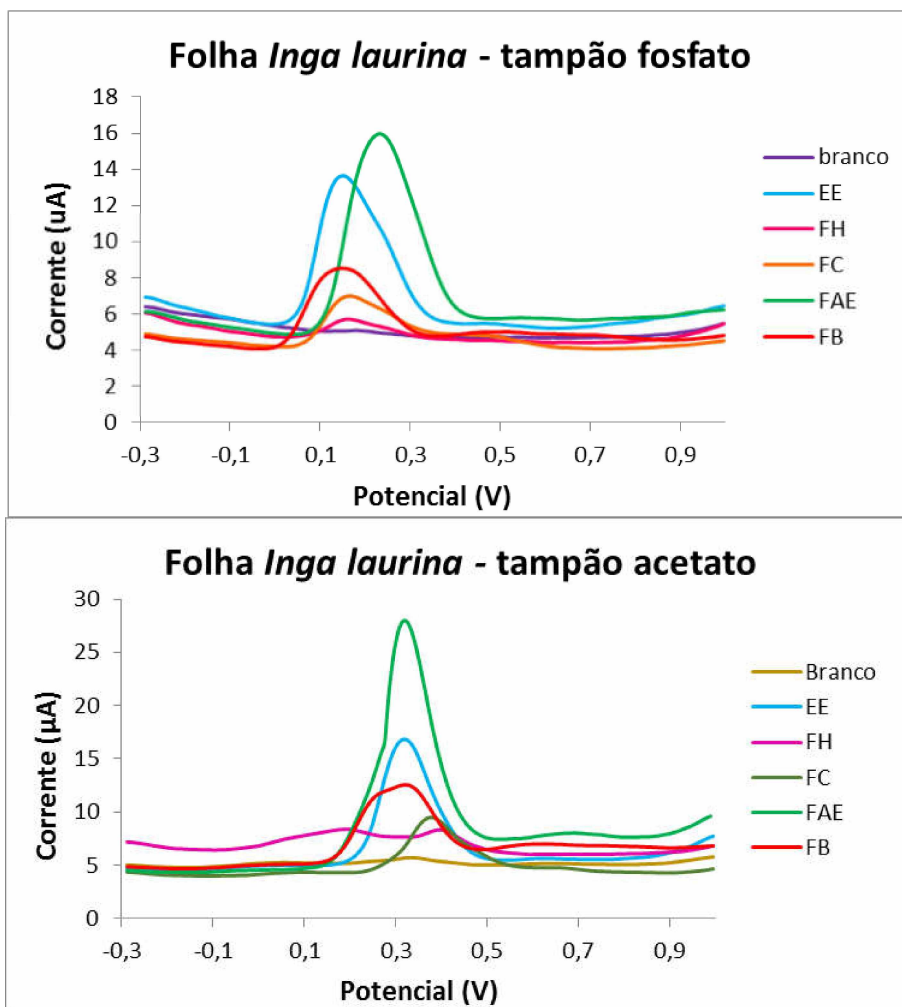 Folha Inga laurina - tampão fosfato
18
16
14
12
10
8
6
4
2
0
Corrente (uA)
-0,3 -0,1 0,1 0,3 0,5 0,7 0,9
Potencial (V)
branco
EE
FH
FC
FAE
FB
Folha Inga laurina - tampão acetato
30
25
20
15
10
5
0
Corrente (µA)
-0,3 -0,1 0,1 0,3 0,5 0,7 0,9
Potencial (V)
Branco
EE
FH
FC
FAE
FB